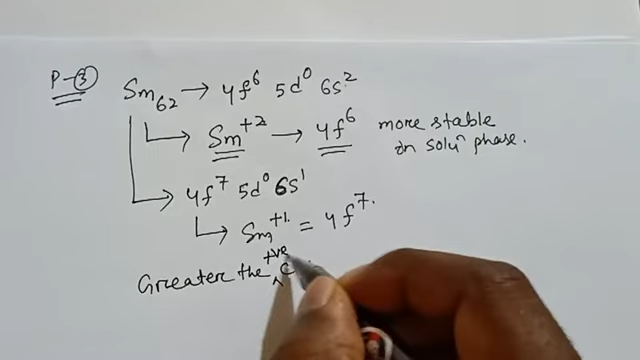 P-③ Sm₆₂ → 4f⁶ 5d⁰ 6s²
→ Sm⁺² → 4f⁶ more stable
in soluⁿ phase.
→ 4f⁷ 5d⁰ 6s¹
→ Sm⁺¹ = 4f⁷.
+ve
Greater the ^ C